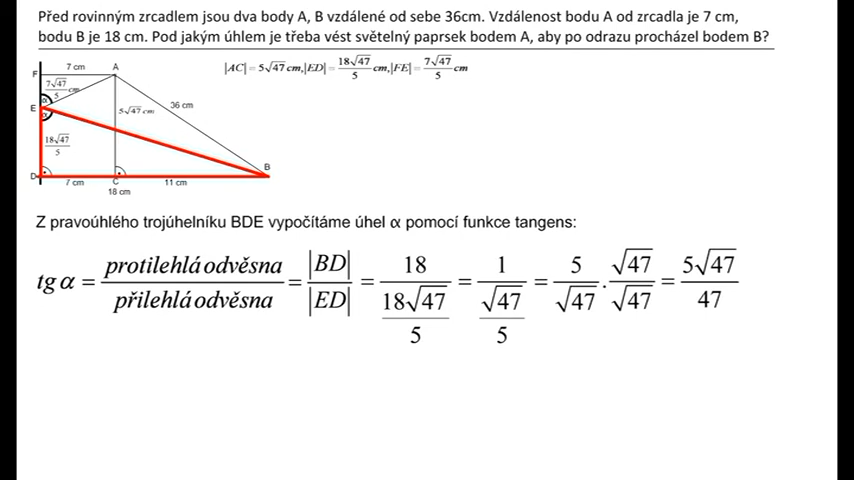 Před rovinným zrcadlem jsou dva body A, B vzdálené od sebe 36cm. Vzdálenost bodu A od zrcadla je 7 cm,
bodu B je 18 cm. Pod jakým úhlem je třeba vést světelný paprsek bodem A, aby po odrazu procházel bodem B?
|AC| = 5√47 cm, |ED| = 18√47/5 cm, |FE| = 7√47/5 cm
7 cm
F A
7√47/5 cm
α
E
α
5√47 cm
36 cm
18√47/5
B
D C
7 cm 11 cm
18 cm
Z pravoúhlého trojúhelníku BDE vypočítáme úhel α pomocí funkce tangens:
tg α = protilehlá odvěsna/přilehlá odvěsna = |BD|/|ED| = 18/(18√47/5) = 1/(√47/5) = 5/√47 . √47/√47 = 5√47/47